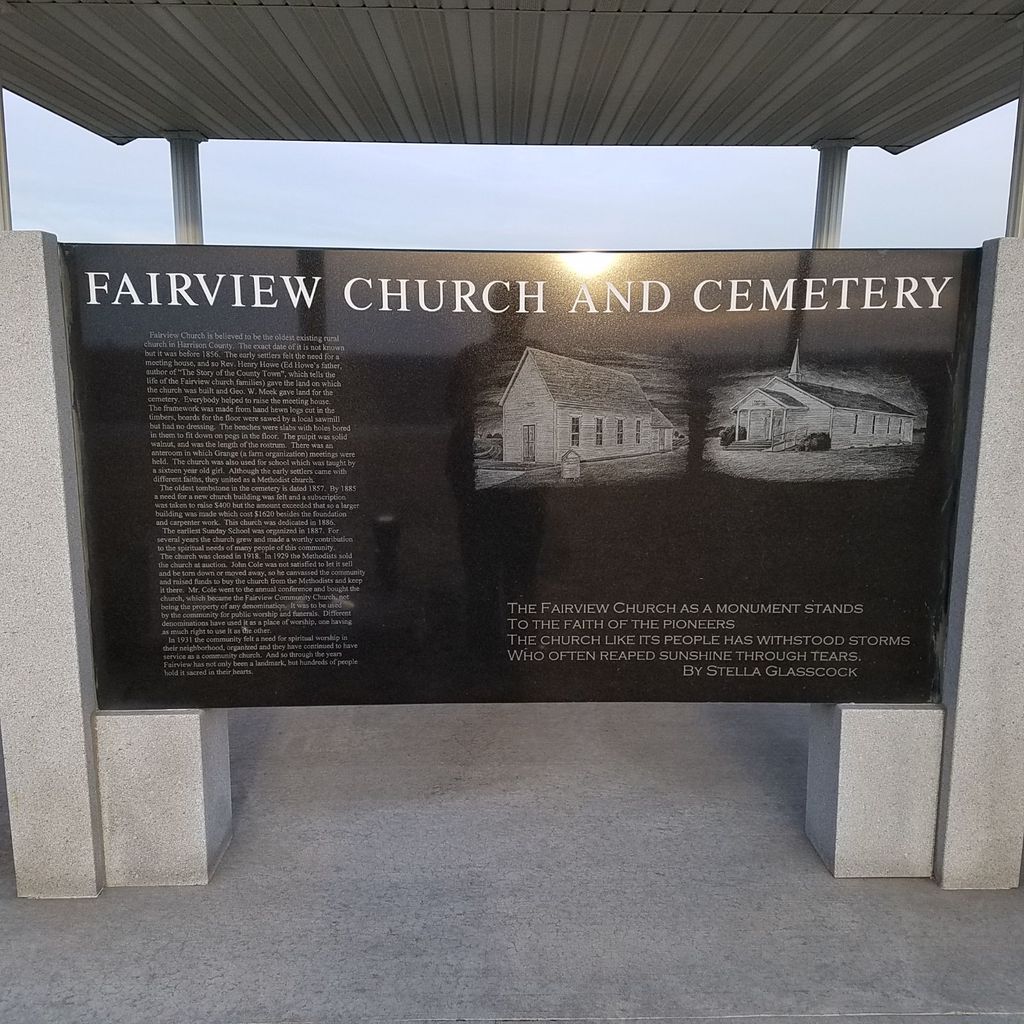 FAIRVIEW CHURCH AND CEMETERY
Fairview Church is believed to be the oldest existing rural
church in Harrison County. The exact date of it is not known
but it was before 1856. The early settlers felt the need for a
meeting house, and so Rev. Henry Howe (Ed Howe's father,
author of "The Story of the County Town", which tells the
life of the Fairview church families) gave the land on which
the church was built and Geo. W. Meek gave land for the
cemetery. Everybody helped to raise the meeting house.
The framework was made from hand hewn logs cut in the
timbers, boards for the floor were sawed by a local sawmill
but had no dressing. The benches were slabs with holes bored
in them to fit down on pegs in the floor. The pulpit was solid
walnut, and was the length of the rostrum. There was an
anteroom in which Grange (a farm organization) meetings were
held. The church was also used for school which was taught by
a sixteen year old girl. Although the early settlers came with
different faiths, they united as a Methodist church.
The oldest tombstone in the cemetery is dated 1857. By 1885
a need for a new church building was felt and a subscription
was taken to raise $400 but the amount exceeded that so a larger
building was made which cost $1620 besides the foundation
and carpenter work. This church was dedicated in 1886.
The earliest Sunday School was organized in 1887. For
several years the church grew and made a worthy contribution
to the spiritual needs of many people of this community.
The church was closed in 1918. In 1929 the Methodists sold
the church at auction. John Cole was not satisfied to let it sell
and be torn down or moved away, so he canvassed the community
and raised funds to buy the church from the Methodists and keep
it there. Mr. Cole went to the annual conference and bought the
church, which became the Fairview Community Church, not
being the property of any denomination. It was to be used
by the community for public worship and funerals. Different
denominations have used it as a place of worship, one having
as much right to use it as the other.
In 1931 the community felt a need for spiritual worship in
their neighborhood, organized and they have continued to have
service as a community church. And so through the years
Fairview has not only been a landmark, but hundreds of people
hold it sacred in their hearts.
THE FAIRVIEW CHURCH AS A MONUMENT STANDS
TO THE FAITH OF THE PIONEERS
THE CHURCH LIKE ITS PEOPLE HAS WITHSTOOD STORMS
WHO OFTEN REAPED SUNSHINE THROUGH TEARS.
BY STELLA GLASSCOCK